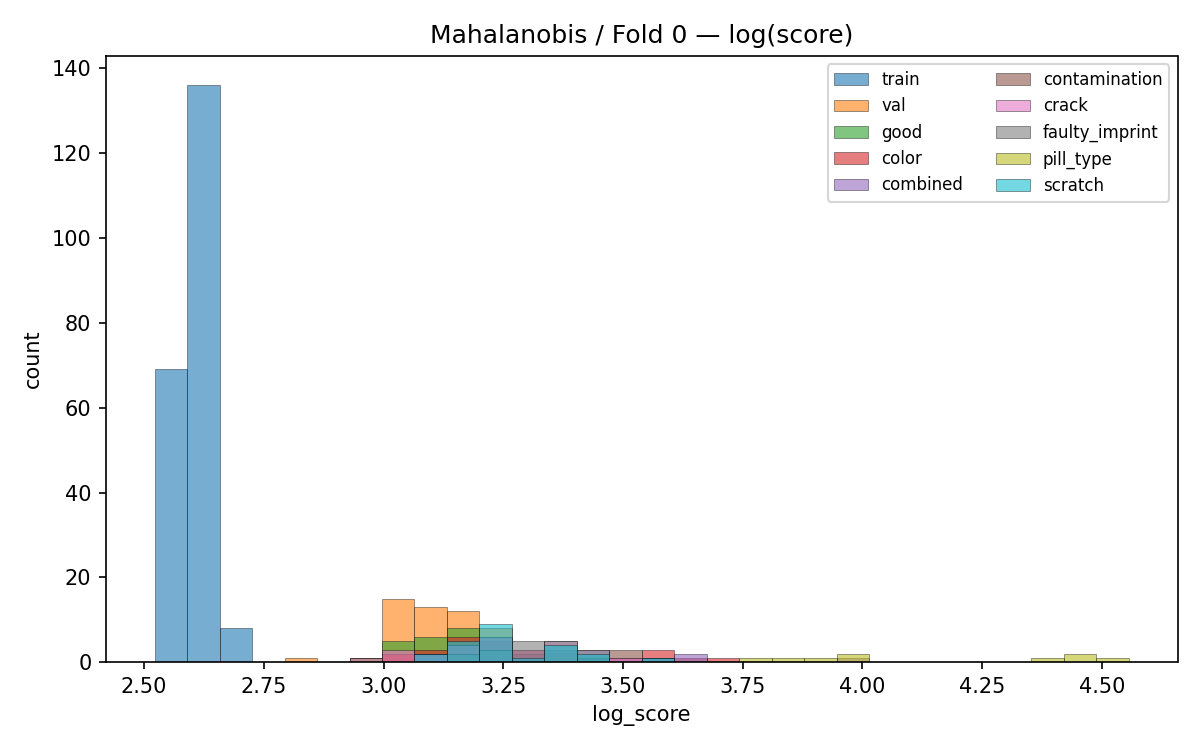 Mahalanobis / Fold 0 — log(score)
140
120
100
80
60
40
20
0
count
train
val
good
color
combined
contamination
crack
faulty_imprint
pill_type
scratch
2.50 2.75 3.00 3.25 3.50 3.75 4.00 4.25 4.50
log_score